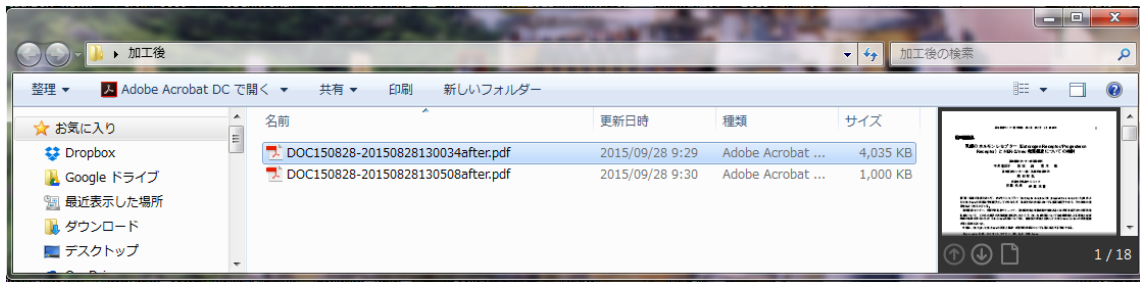 加工後
加工後の検索
整理 ▼ Adobe Acrobat DC で開く ▼ 共有 ▼ 印刷 新しいフォルダー
お気に入り
Dropbox
Google ドライブ
最近表示した場所
ダウンロード
デスクトップ
名前 更新日時 種類 サイズ
DOC150828-20150828130034after.pdf 2015/09/28 9:29 Adobe Acrobat ... 4,035 KB
DOC150828-20150828130508after.pdf 2015/09/28 9:30 Adobe Acrobat ... 1,000 KB
1 / 18